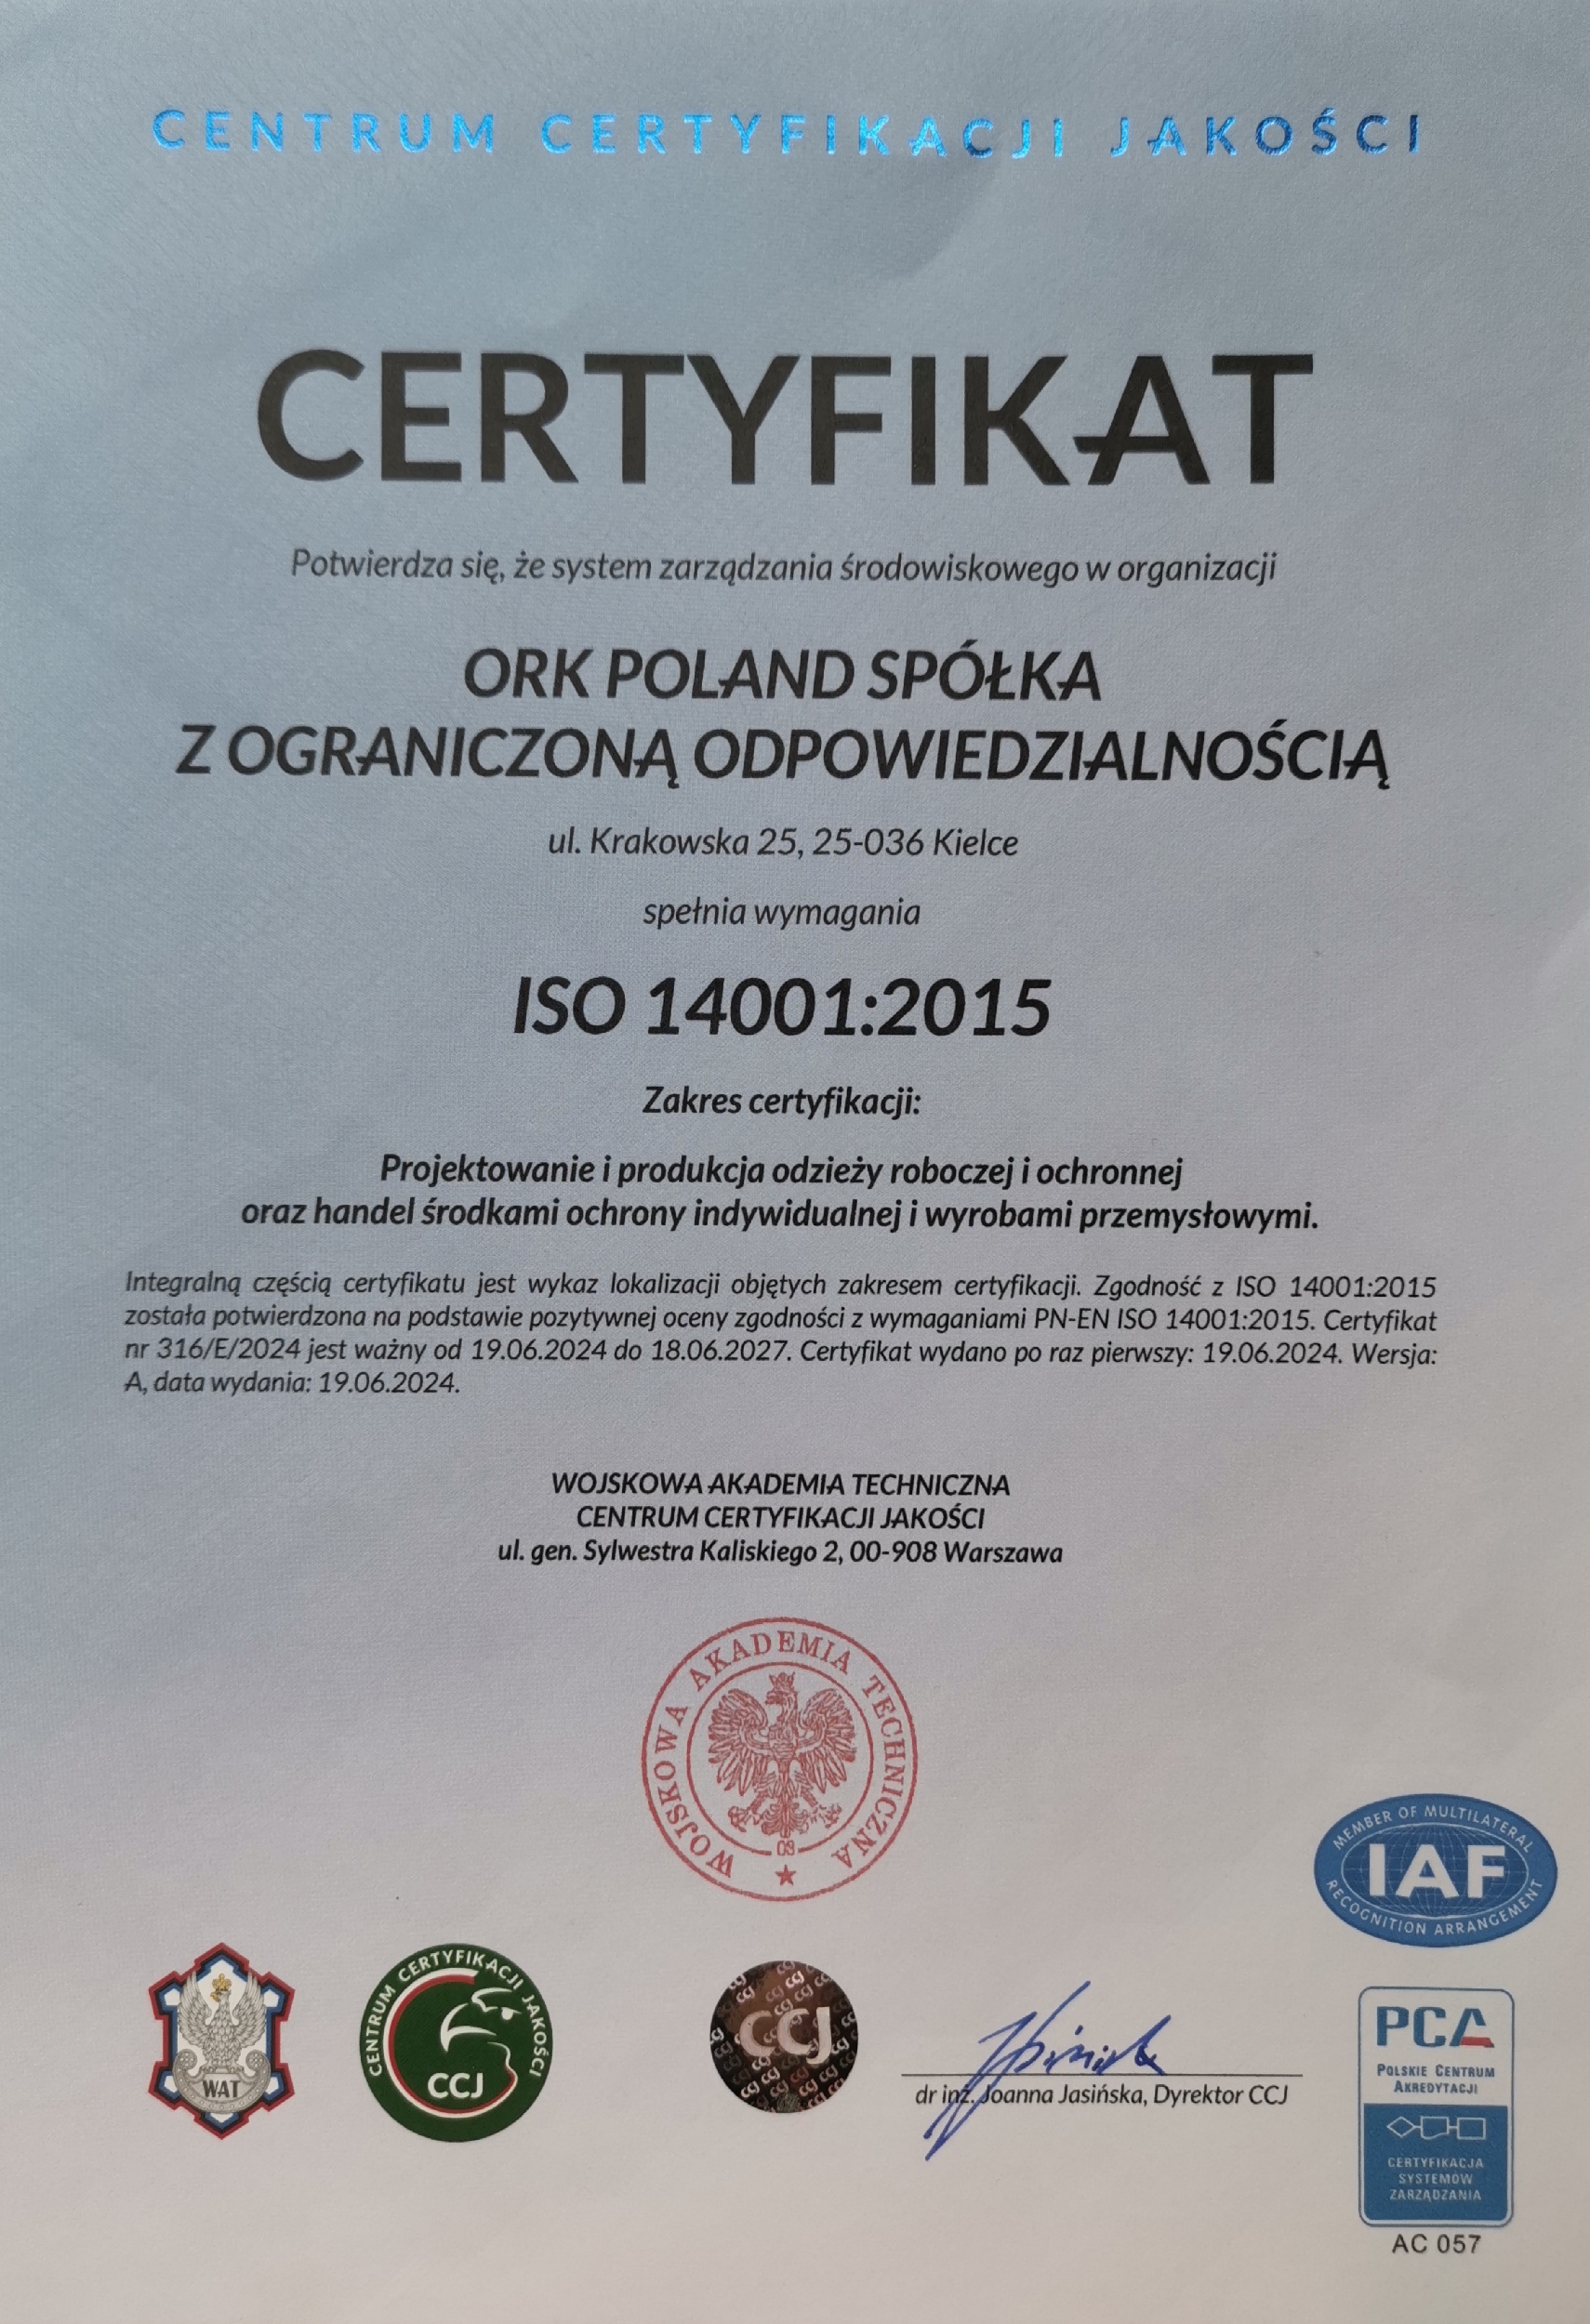 CENTRUM CERTYFIKACJI JAKOŚCI
CERTYFIKAT
Potwierdza się, że system zarządzania środowiskowego w organizacji
ORK POLAND SPÓŁKA
Z OGRANICZONĄ ODPOWIEDZIALNOŚCIĄ
ul. Krakowska 25, 25-036 Kielce
spełnia wymagania
ISO 14001:2015
Zakres certyfikacji:
Projektowanie i produkcja odzieży roboczej i ochronnej
oraz handel środkami ochrony indywidualnej i wyrobami przemysłowymi.
Integralną częścią certyfikatu jest wykaz lokalizacji objętych zakresem certyfikacji. Zgodność z ISO 14001:2015
została potwierdzona na podstawie pozytywnej oceny zgodności z wymaganiami PN-EN ISO 14001:2015. Certyfikat
nr 316/E/2024 jest ważny od 19.06.2024 do 18.06.2027. Certyfikat wydano po raz pierwszy: 19.06.2024. Wersja:
A, data wydania: 19.06.2024.
WOJSKOWA AKADEMIA TECHNICZNA
CENTRUM CERTYFIKACJI JAKOŚCI
ul. gen. Sylwestra Kaliskiego 2, 00-908 Warszawa
WOJSKOWA AKADEMIA TECHNICZNA
MEMBER OF MULTILATERAL
IAF
RECOGNITION ARRANGEMENT
WAT
CENTRUM CERTYFIKACJI JAKOŚCI
CCJ
CCJ
dr inż. Joanna Jasińska, Dyrektor CCJ
PCA
POLSKIE CENTRUM
AKREDYTACJI
CERTYFIKACJA
SYSTEMÓW
ZARZĄDZANIA
AC 057